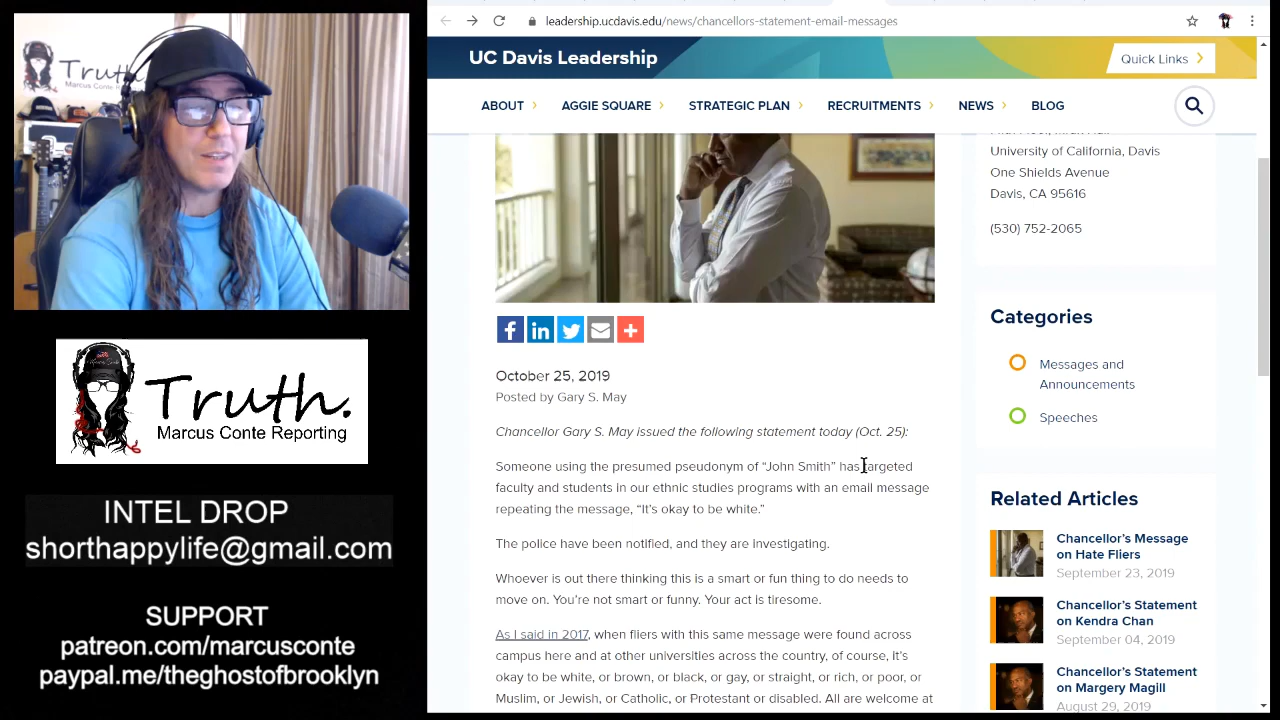 leadership.ucdavis.edu/news/chancellors-statement-email-messages
UC Davis Leadership
Quick Links
ABOUT
AGGIE SQUARE
STRATEGIC PLAN
RECRUITMENTS
NEWS
BLOG
University of California, Davis
One Shields Avenue
Davis, CA 95616
(530) 752-2065
October 25, 2019
Posted by Gary S. May
Chancellor Gary S. May issued the following statement today (Oct. 25):
Someone using the presumed pseudonym of “John Smith” has targeted
faculty and students in our ethnic studies programs with an email message
repeating the message, “It’s okay to be white.”
The police have been notified, and they are investigating.
Whoever is out there thinking this is a smart or fun thing to do needs to
move on. You’re not smart or funny. Your act is tiresome.
As I said in 2017, when fliers with this same message were found across
campus here and at other universities across the country, of course, it’s
okay to be white, or brown, or black, or gay, or straight, or rich, or poor, or
Muslim, or Jewish, or Catholic, or Protestant or disabled. All are welcome at
Categories
Messages and
Announcements
Speeches
Related Articles
Chancellor’s Message
on Hate Fliers
September 23, 2019
Chancellor’s Statement
on Kendra Chan
September 04, 2019
Chancellor’s Statement
on Margery Magill
August 29, 2019
Truth.
Marcus Conte Reporting
Truth.
Marcus Conte Reporting
INTEL DROP
shorthappylife@gmail.com
SUPPORT
patreon.com/marcusconte
paypal.me/theghostofbrooklyn